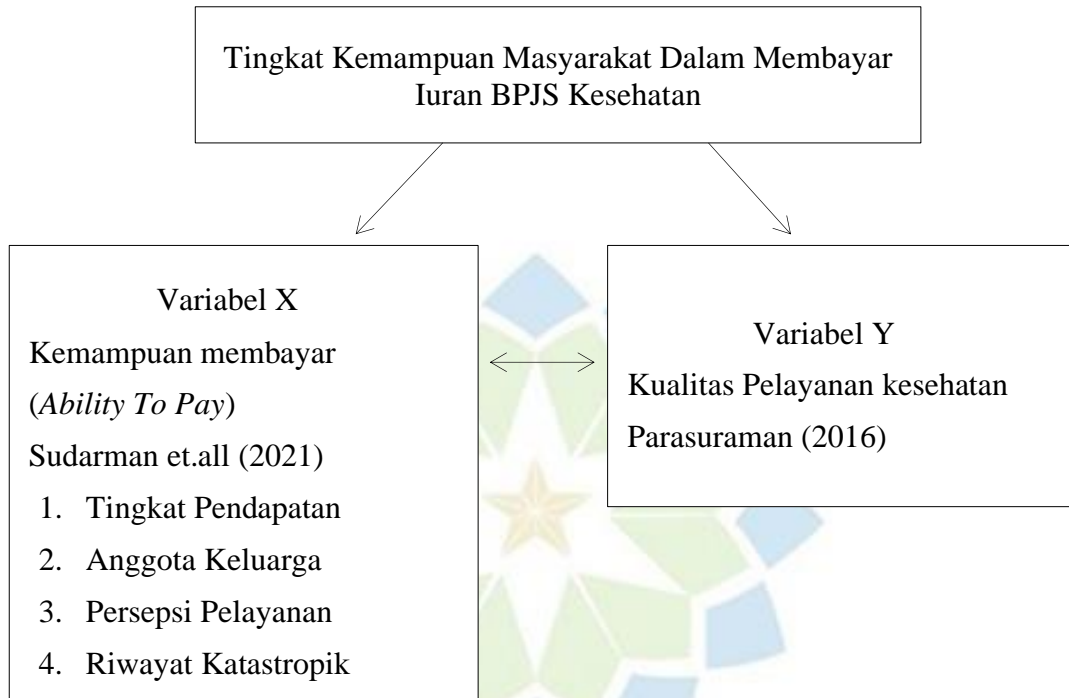 Tingkat Kemampuan Masyarakat Dalam Membayar
Iuran BPJS Kesehatan
Variabel X
Kemampuan membayar
(Ability To Pay)
Sudarman et.all (2021)
1. Tingkat Pendapatan
2. Anggota Keluarga
3. Persepsi Pelayanan
4. Riwayat Katastropik
Variabel Y
Kualitas Pelayanan kesehatan
Parasuraman (2016)